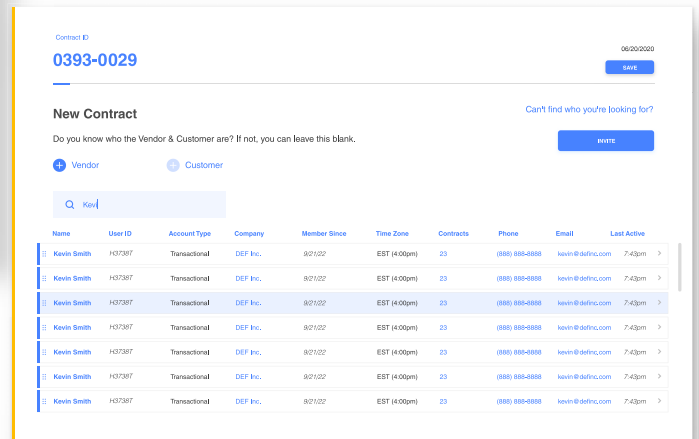 Contract ID
0393-0029
06/20/2020
SAVE
New Contract
Can't find who you're looking for?
Do you know who the Vendor & Customer are? If not, you can leave this blank.
INVITE
+ Vendor + Customer
Kevi
Name User ID Account Type Company Member Since Time Zone Contracts Phone Email Last Active
Kevin Smith H3738T Transactional DEF Inc. 9/21/22 EST (4:00pm) 23 (888) 888-8888 kevin@definc.com 7:43pm >
Kevin Smith H3738T Transactional DEF Inc. 9/21/22 EST (4:00pm) 23 (888) 888-8888 kevin@definc.com 7:43pm >
Kevin Smith H3738T Transactional DEF Inc. 9/21/22 EST (4:00pm) 23 (888) 888-8888 kevin@definc.com 7:43pm >
Kevin Smith H3738T Transactional DEF Inc. 9/21/22 EST (4:00pm) 23 (888) 888-8888 kevin@definc.com 7:43pm >
Kevin Smith H3738T Transactional DEF Inc. 9/21/22 EST (4:00pm) 23 (888) 888-8888 kevin@definc.com 7:43pm >
Kevin Smith H3738T Transactional DEF Inc. 9/21/22 EST (4:00pm) 23 (888) 888-8888 kevin@definc.com 7:43pm >
Kevin Smith H3738T Transactional DEF Inc. 9/21/22 EST (4:00pm) 23 (888) 888-8888 kevin@definc.com 7:43pm >